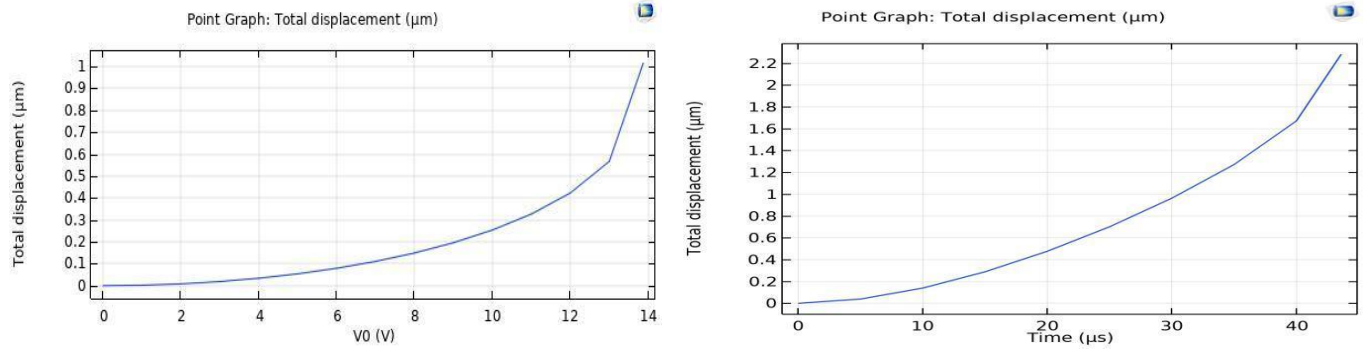 Point Graph: Total displacement (μm)
Total displacement (μm)
1
0.9
0.8
0.7
0.6
0.5
0.4
0.3
0.2
0.1
0
0 2 4 6 8 10 12 14
V0 (V)
Point Graph: Total displacement (μm)
Total displacement (μm)
2.2
2
1.8
1.6
1.4
1.2
1
0.8
0.6
0.4
0.2
0
0 10 20 30 40
Time (μs)